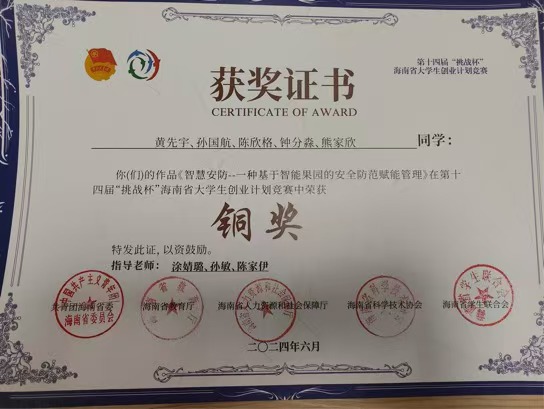 第十四届“挑战杯”
海南省大学生创业计划竞赛
获奖证书
CERTIFICATE OF AWARD
黄先宇、孙国航、陈欣格、钟分淼、熊家欣 同学：
你(们)的作品《智慧安防--一种基于智能果园的安全防范赋能管理》在第十
四届“挑战杯”海南省大学生创业计划竞赛中荣获
铜奖
特发此证，以资鼓励。
指导老师： 涂婧璐、孙敏、陈家伊
共青团海南省委 海南省教育厅 海南省人力资源和社会保障厅 海南省科学技术协会 海南省学生联合会
海南省委员会
二〇二四年六月